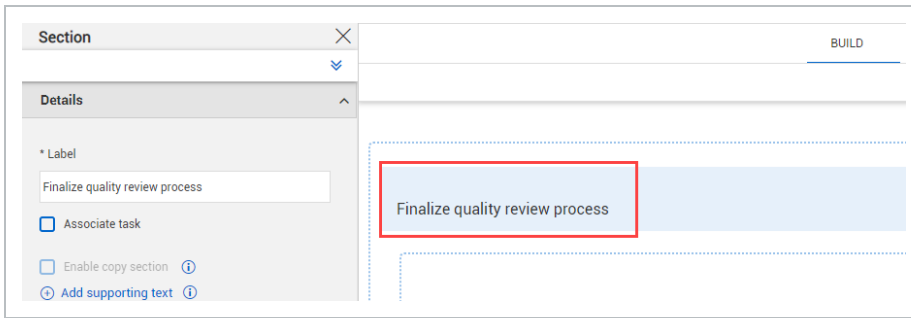 Section
BUILD
Details
* Label
Finalize quality review process
Associate task
Enable copy section
Add supporting text
Finalize quality review process